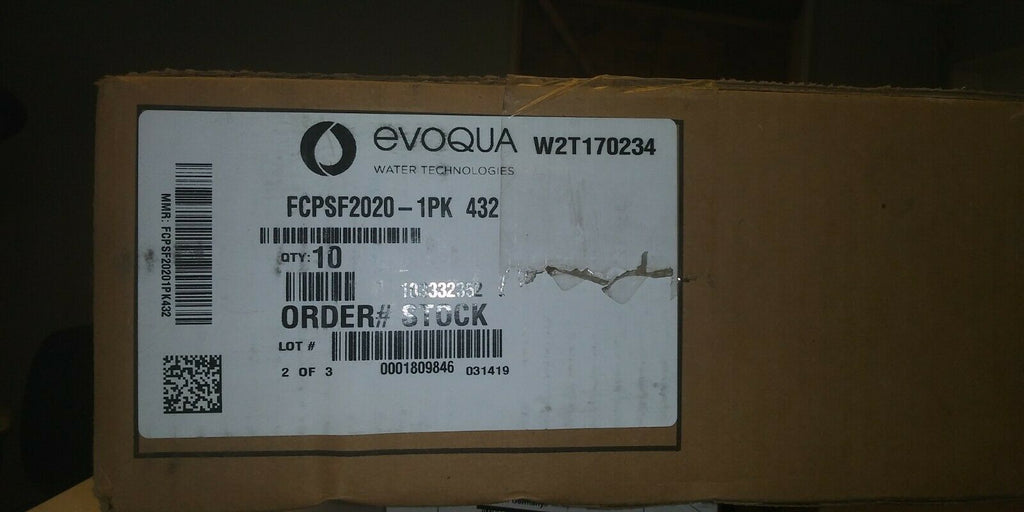 evoQUA W2T170234
WATER TECHNOLOGIES
FCPSF2020-1PK 432
MMR: FCPSF20201PK432
QTY: 10
ORDER# STOCK
LOT #
2 OF 3 0001809846 031419